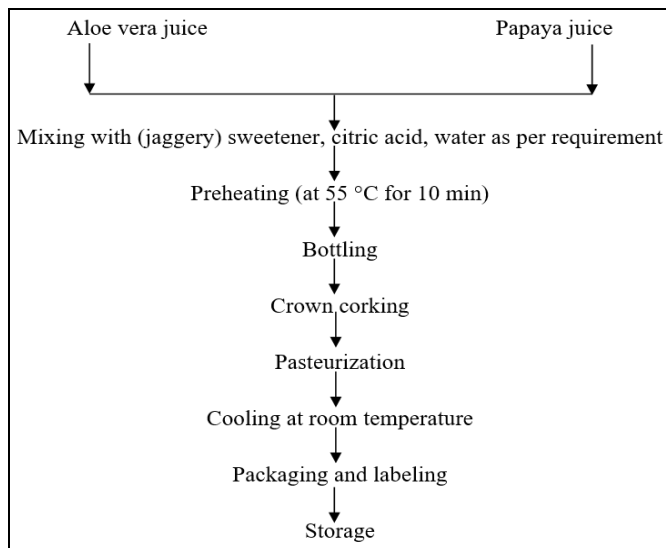 Aloe vera juice
Papaya juice
Mixing with (jaggery) sweetener, citric acid, water as per requirement
Preheating (at 55 °C for 10 min)
Bottling
Crown corking
Pasteurization
Cooling at room temperature
Packaging and labeling
Storage